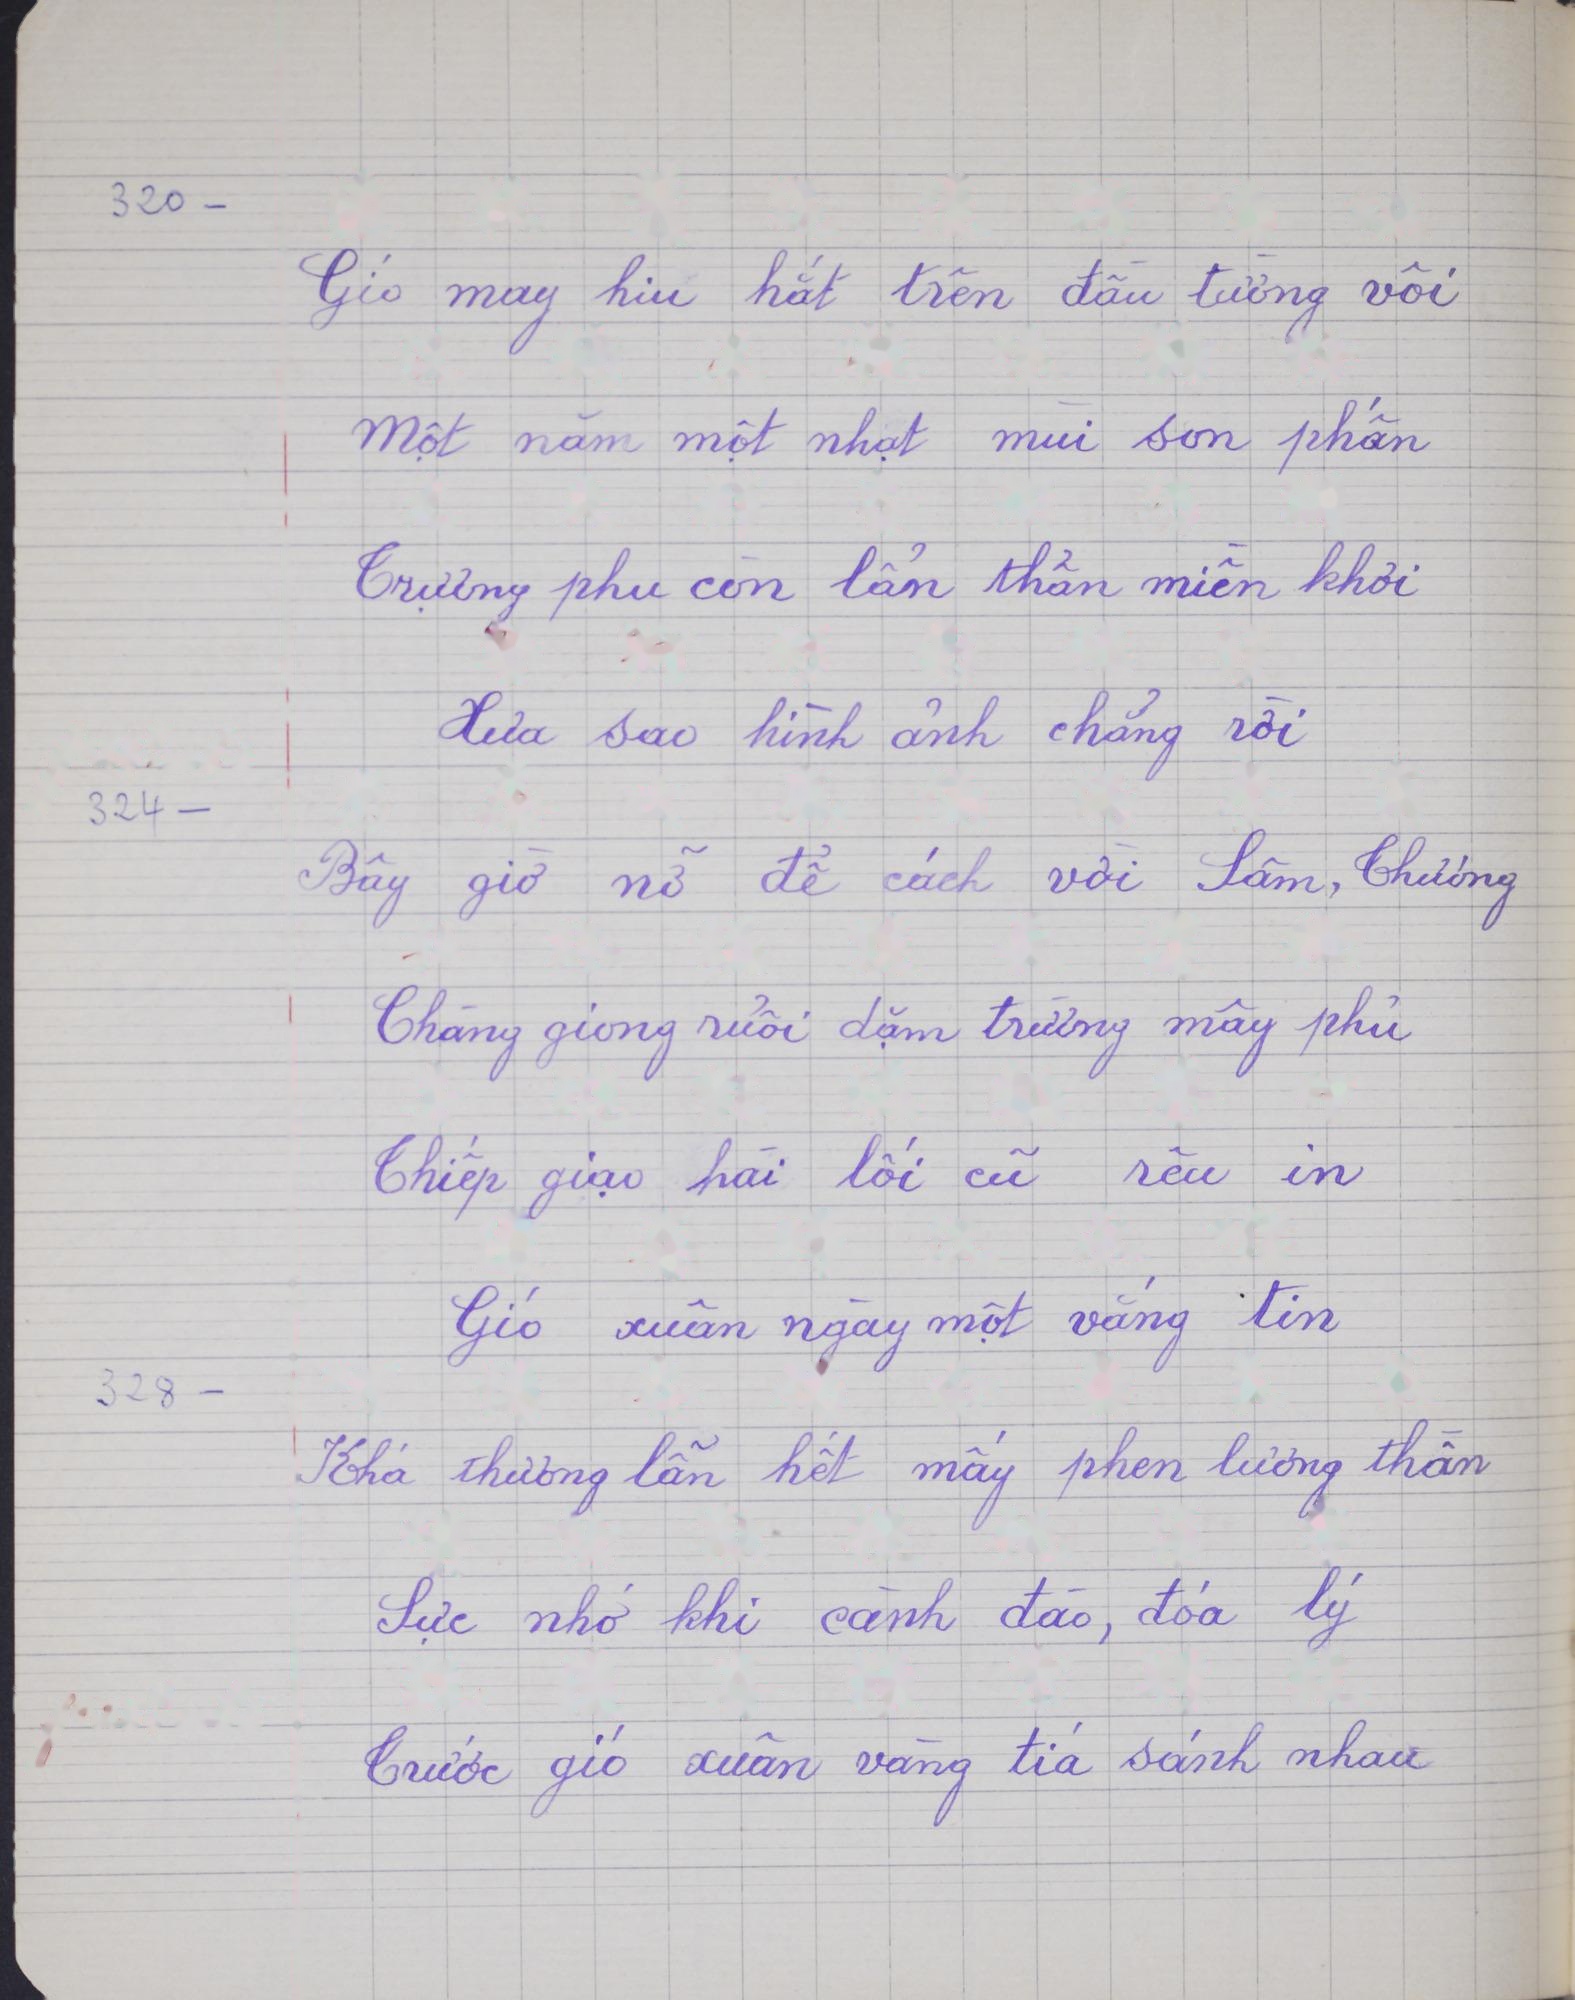 320 -
Gió may hiu hắt trên đầu tường vôi
Một năm một nhạt mùi son phấn
Trượng phu còn lẩn thẩn miền khơi
Xưa sao hình ảnh chẳng rời
324 -
Bây giờ nỡ để cách vời Sâm, Thương
Chàng giong ruổi dặm trường mây phủ
Thiếp giạo hài lối cũ rêu in
Gió xuân ngày một vắng tin
328 -
Khá thương lẫn hết mấy phen lương thần
Sực nhớ khi cành đào, đóa lý
Trước gió xuân vàng tiá sánh nhau